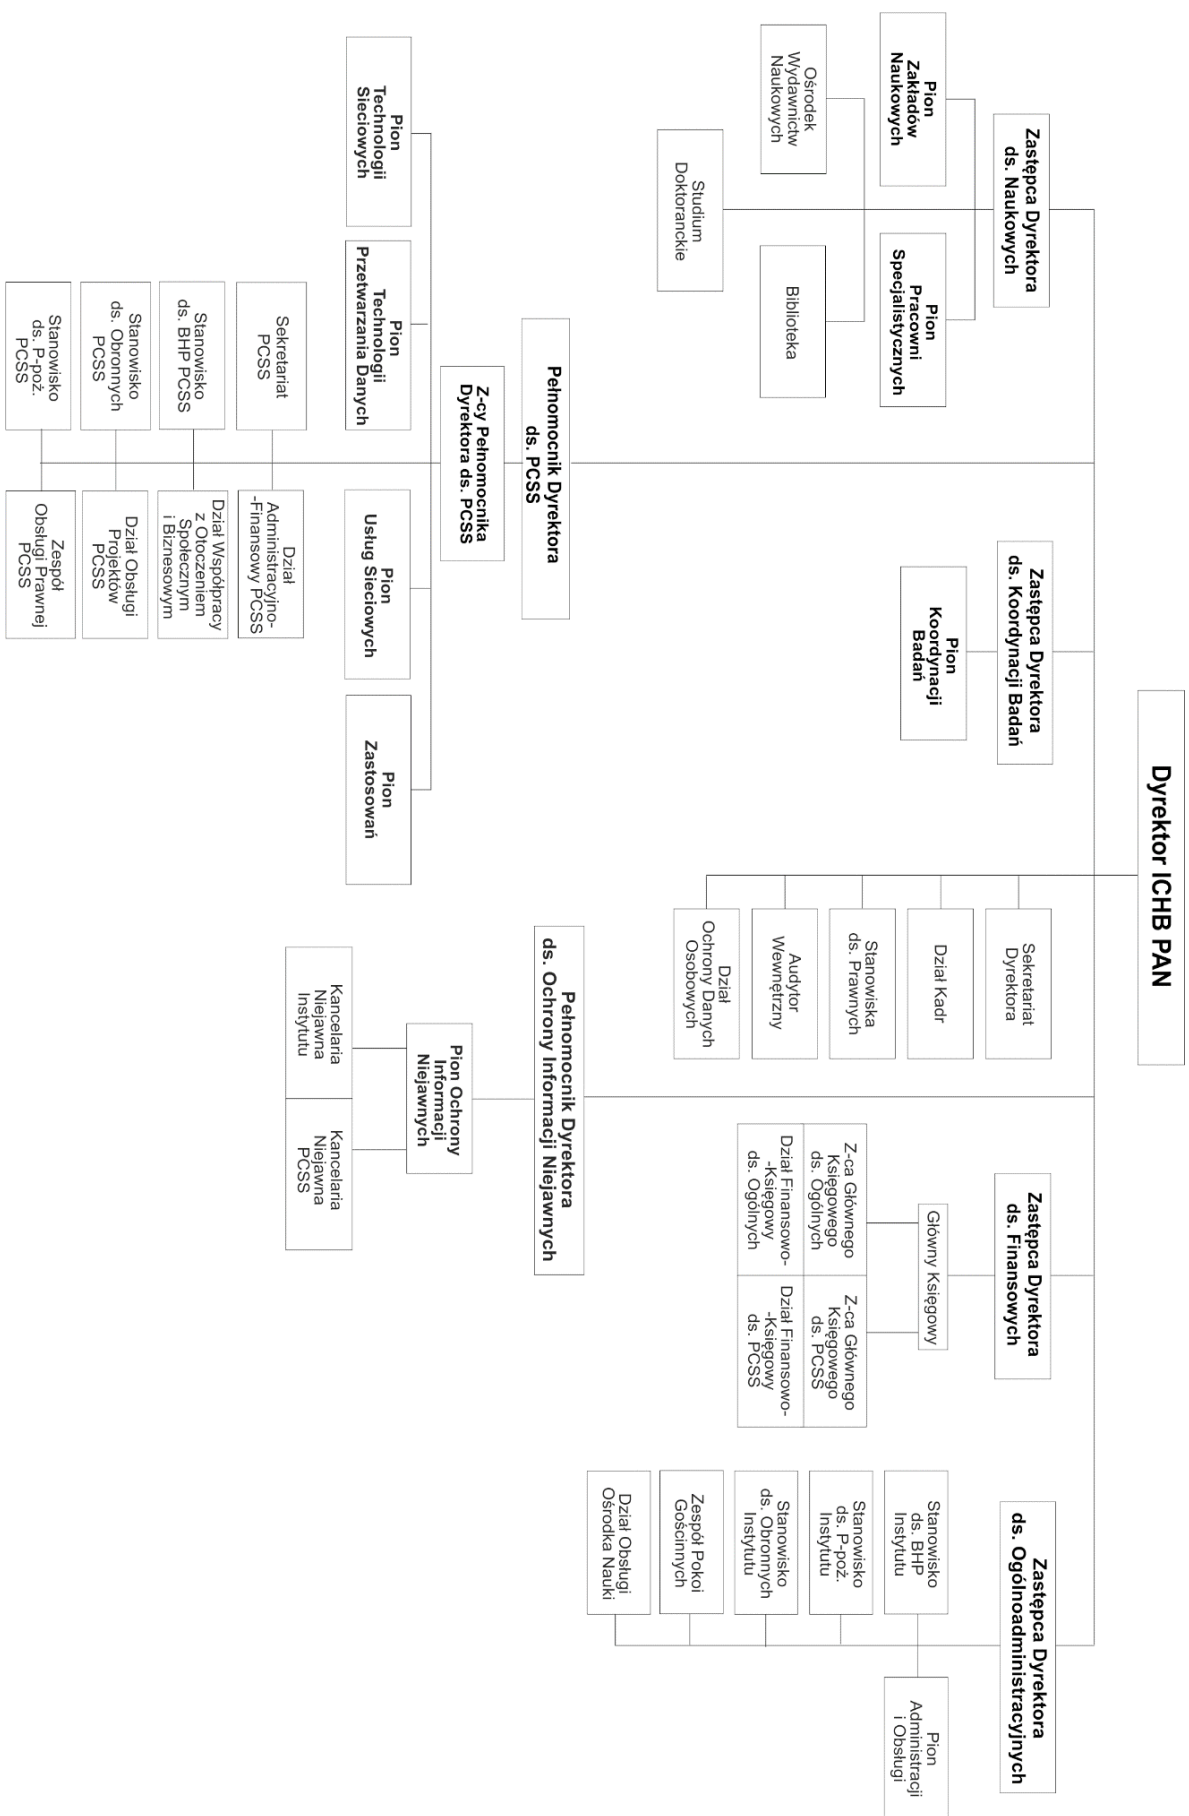 Dyrektor ICHB PAN
Zastępca Dyrektora
ds. Naukowych
Pion
Zakładów
Naukowych
Pion
Pracowni
Specjalistycznych
Ośrodek
Wydawnictw
Naukowych
Biblioteka
Studium
Doktoranckie
Pełnomocnik Dyrektora
ds. PCSS
Z-cy Pełnomocnika
Dyrektora ds. PCSS
Pion
Technologii
Sieciowych
Pion
Technologii
Przetwarzania Danych
Pion
Usług Sieciowych
Pion
Zastosowań
Sekretariat
PCSS
Dział
Administracyjno-
-Finansowy PCSS
Stanowisko
ds. BHP PCSS
Dział Współpracy
z Otoczeniem
Społecznym
i Biznesowym
Stanowisko
ds. Obronnych
PCSS
Dział Obsługi
Projektów
PCSS
Stanowisko
ds. P-poż.
PCSS
Zespół
Obsługi Prawnej
PCSS
Zastępca Dyrektora
ds. Koordynacji Badań
Pion
Koordynacji
Badań
Sekretariat
Dyrektora
Dział Kadr
Stanowiska
ds. Prawnych
Audytor
Wewnętrzny
Dział
Ochrony Danych
Osobowych
Pełnomocnik Dyrektora
ds. Ochrony Informacji Niejawnych
Pion Ochrony
Informacji
Niejawnych
Kancelaria
Niejawna
Instytutu
Kancelaria
Niejawna
PCSS
Zastępca Dyrektora
ds. Finansowych
Główny Księgowy
Z-ca Głównego
Księgowego
ds. Ogólnych
Z-ca Głównego
Księgowego
ds. PCSS
Dział Finansowo-
-Księgowy
ds. Ogólnych
Dział Finansowo-
-Księgowy
ds. PCSS
Zastępca Dyrektora
ds. Ogólnoadministracyjnych
Stanowisko
ds. BHP
Instytutu
Pion
Administracji
i Obsługi
Stanowisko
ds. P-poż.
Instytutu
Stanowisko
ds. Obronnych
Instytutu
Zespół Pokoi
Gościnnych
Dział Obsługi
Ośrodka Nauki